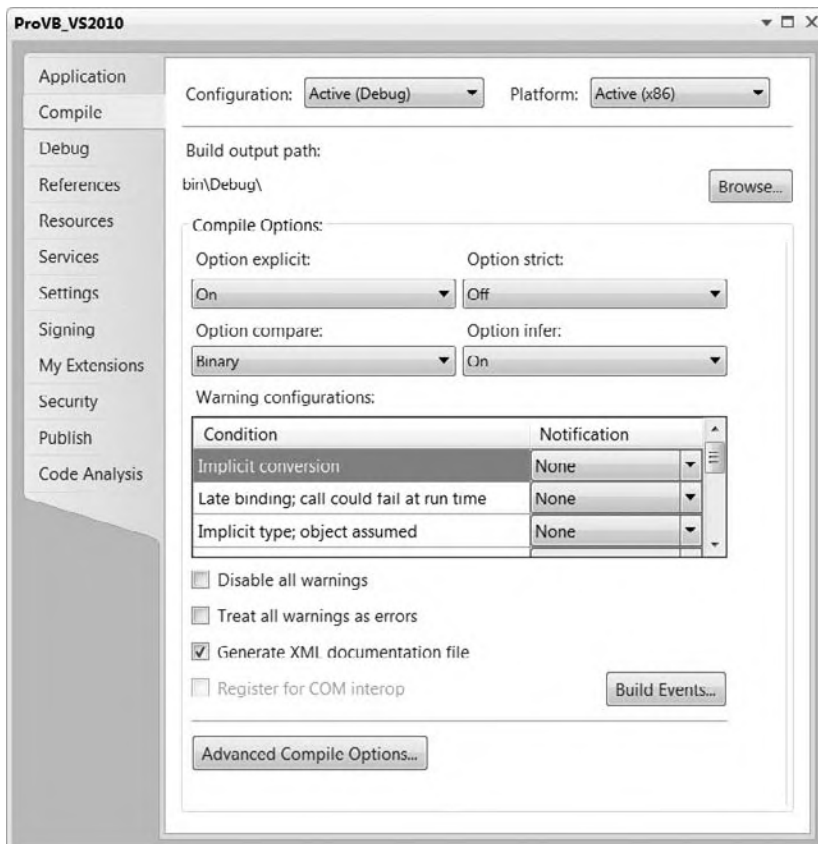 ProVB_VS2010
Application
Compile
Debug
References
Resources
Services
Settings
Signing
My Extensions
Security
Publish
Code Analysis
Configuration: Active (Debug) Platform: Active (x86)
Build output path:
bin\Debug\ Browse...
Compile Options:
Option explicit: Option strict:
On Off
Option compare: Option infer:
Binary On
Warning configurations:
Condition Notification
Implicit conversion None
Late binding; call could fail at run time None
Implicit type; object assumed None
Disable all warnings
Treat all warnings as errors
Generate XML documentation file
Register for COM interop Build Events...
Advanced Compile Options...